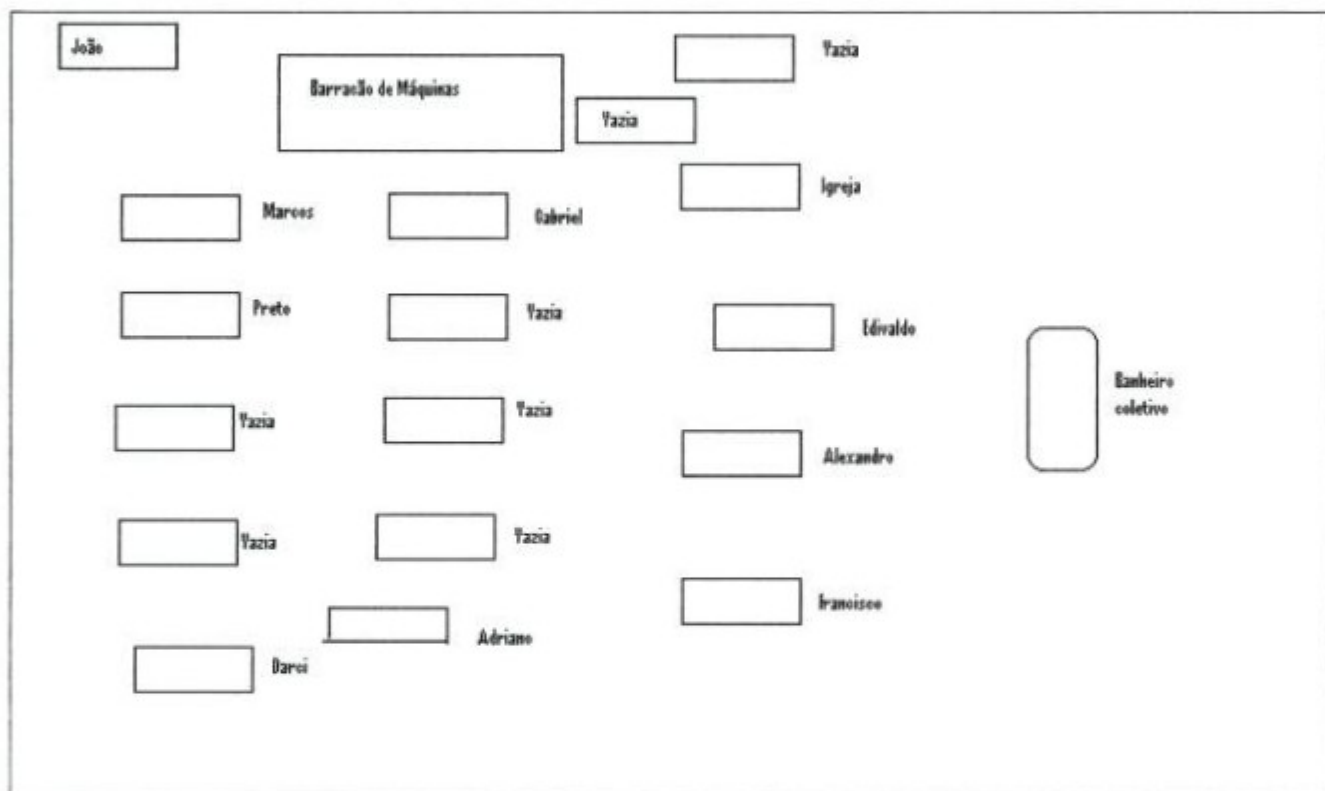 João
Barracão de Máquinas
Vazia
Vazia
Igreja
Marcos
Gabriel
Preto
Vazia
Edivaldo
Banheiro
coletivo
Vazia
Vazia
Alexandro
Vazia
Vazia
Francisco
Adriano
Darci